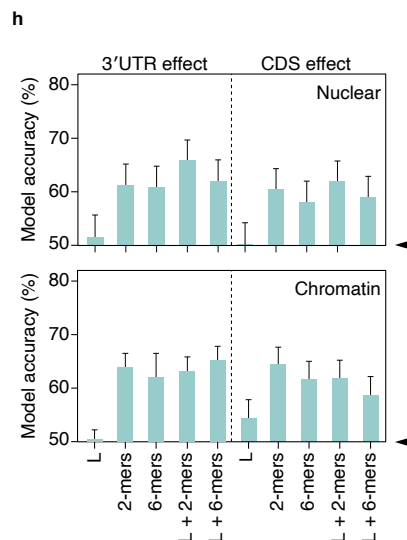 h
3′UTR effect CDS effect
Nuclear
Model accuracy (%)
80
70
60
50
Chromatin
Model accuracy (%)
80
70
60
50
L
2-mers
6-mers
L + 2-mers
L + 6-mers
L
2-mers
6-mers
L + 2-mers
L + 6-mers